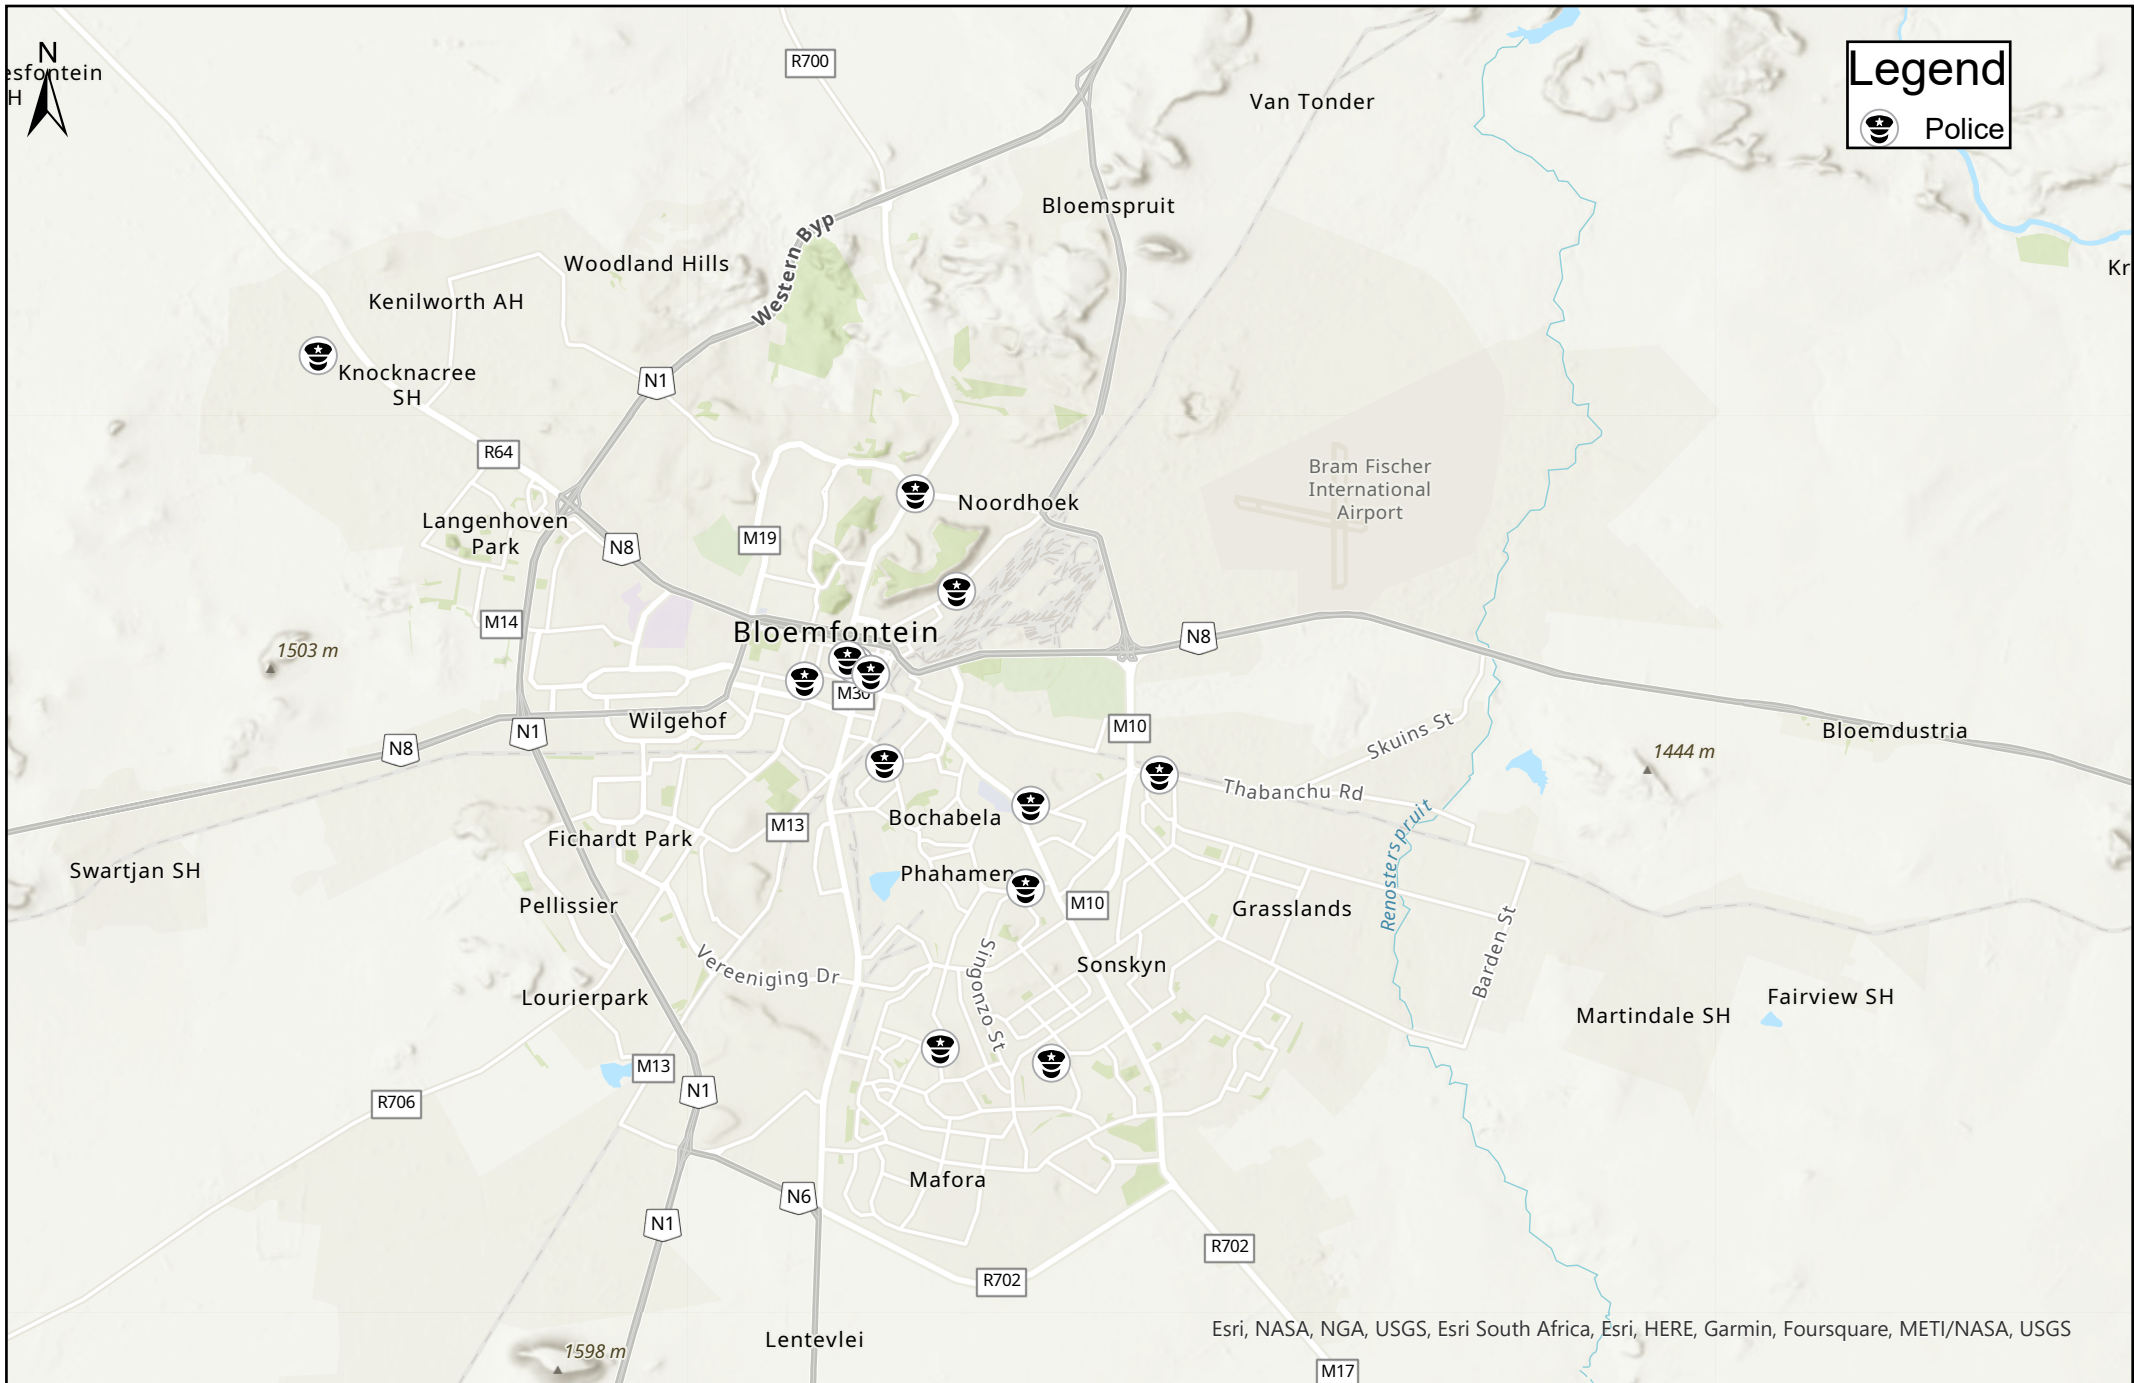 N
esfontein
H
R700
Legend
Police
Van Tonder
Bloemspruit
Western Byp
Woodland Hills
Kenilworth AH
Kr
Knocknacree
SH
N1
R64
Bram Fischer
International
Airport
Noordhoek
Langenhoven
Park
N8
M19
M14
Bloemfontein
N8
1503 m
M30
Wilgehof
N1
N8
M10
Skuins St
Bloemdustria
1444 m
Thabanchu Rd
Bochabela
M13
Fichardt Park
Renosterspruit
Swartjan SH
Phahamen
Pellissier
M10
Grasslands
Barden St
Vereeniging Dr
Singonzo St
Sonskyn
Lourierpark
Fairview SH
Martindale SH
M13
N1
R706
Mafora
N6
N1
R702
R702
Lentevlei
Esri, NASA, NGA, USGS, Esri South Africa, Esri, HERE, Garmin, Foursquare, METI/NASA, USGS
1598 m
M17